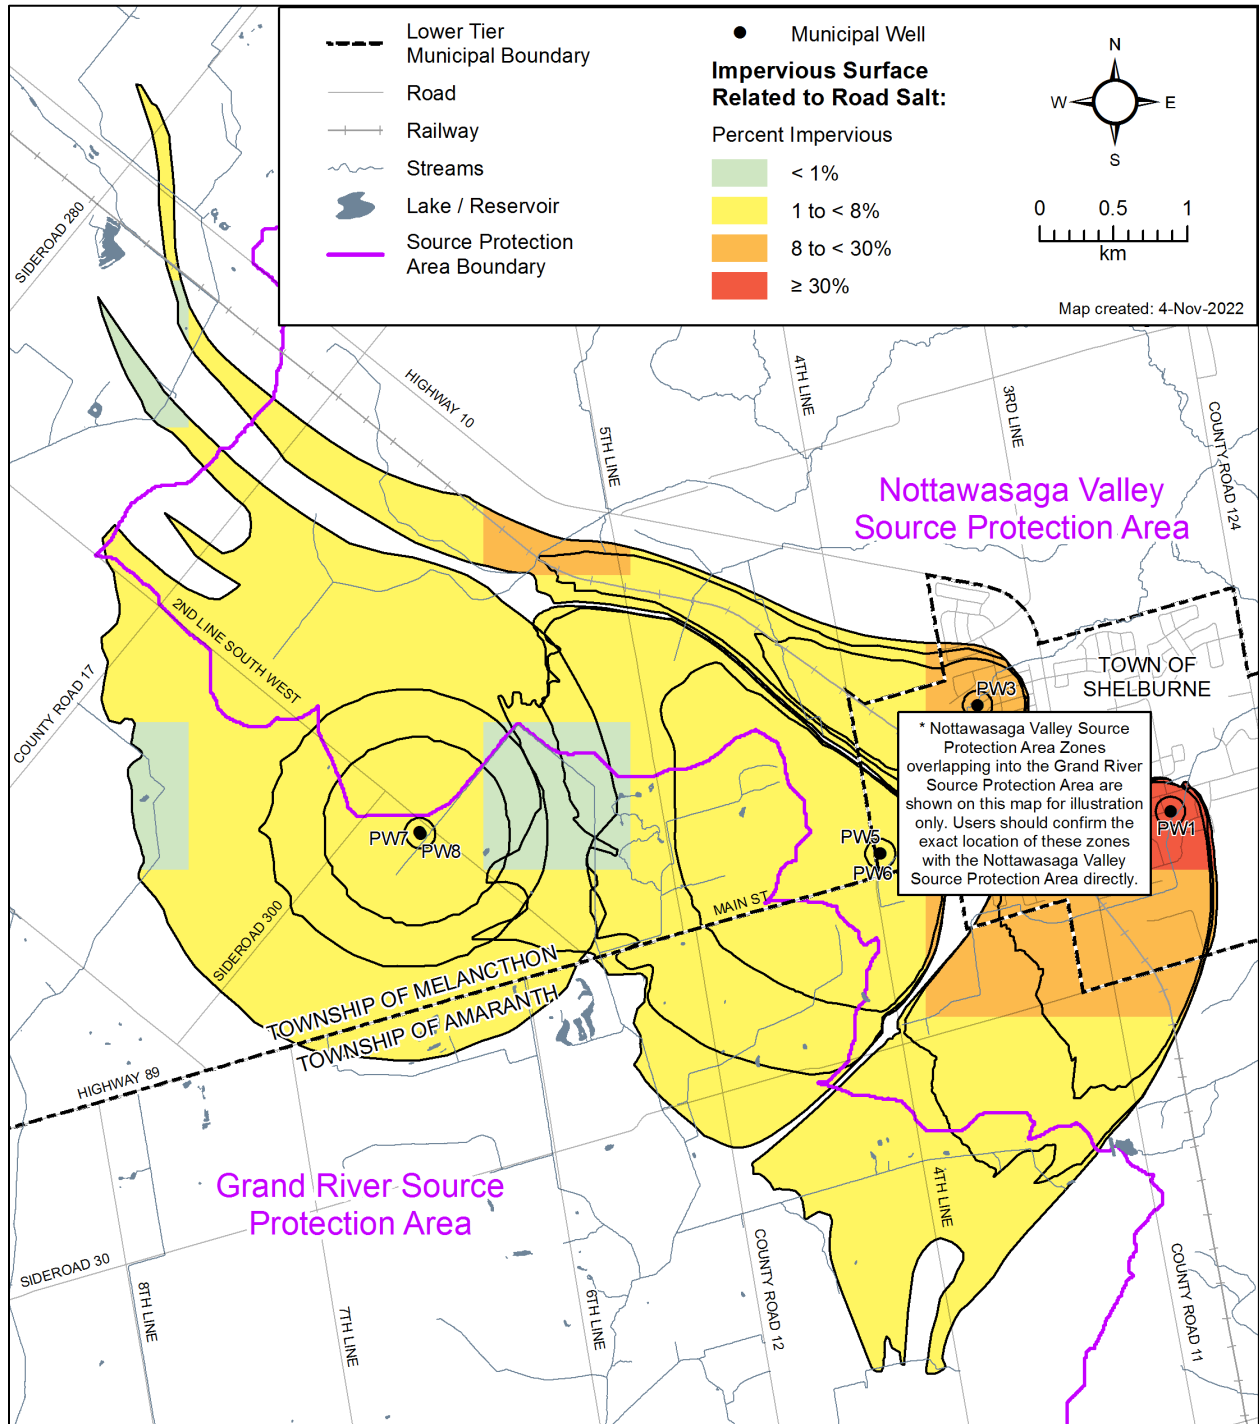 Lower Tier
Municipal Boundary
Road
Railway
Streams
Lake / Reservoir
Source Protection
Area Boundary
Municipal Well
Impervious Surface
Related to Road Salt:
Percent Impervious
< 1%
1 to < 8%
8 to < 30%
≥ 30%
N
W
E
S
0 0.5 1
km
Map created: 4-Nov-2022
SIDEROAD 280
HIGHWAY 10
5TH LINE
4TH LINE
3RD LINE
COUNTY ROAD 124
Nottawasaga Valley
Source Protection Area
2ND LINE SOUTH WEST
COUNTY ROAD 17
TOWN OF
SHELBURNE
PW3
* Nottawasaga Valley Source
Protection Area Zones
overlapping into the Grand River
Source Protection Area are
shown on this map for illustration
only. Users should confirm the
exact location of these zones
with the Nottawasaga Valley
Source Protection Area directly.
PW1
PW7
PW8
PW5
PW6
MAIN ST
SIDEROAD 300
TOWNSHIP OF MELANCTHON
TOWNSHIP OF AMARANTH
HIGHWAY 89
Grand River Source
Protection Area
SIDEROAD 30
8TH LINE
7TH LINE
6TH LINE
COUNTY ROAD 12
4TH LINE
COUNTY ROAD 11